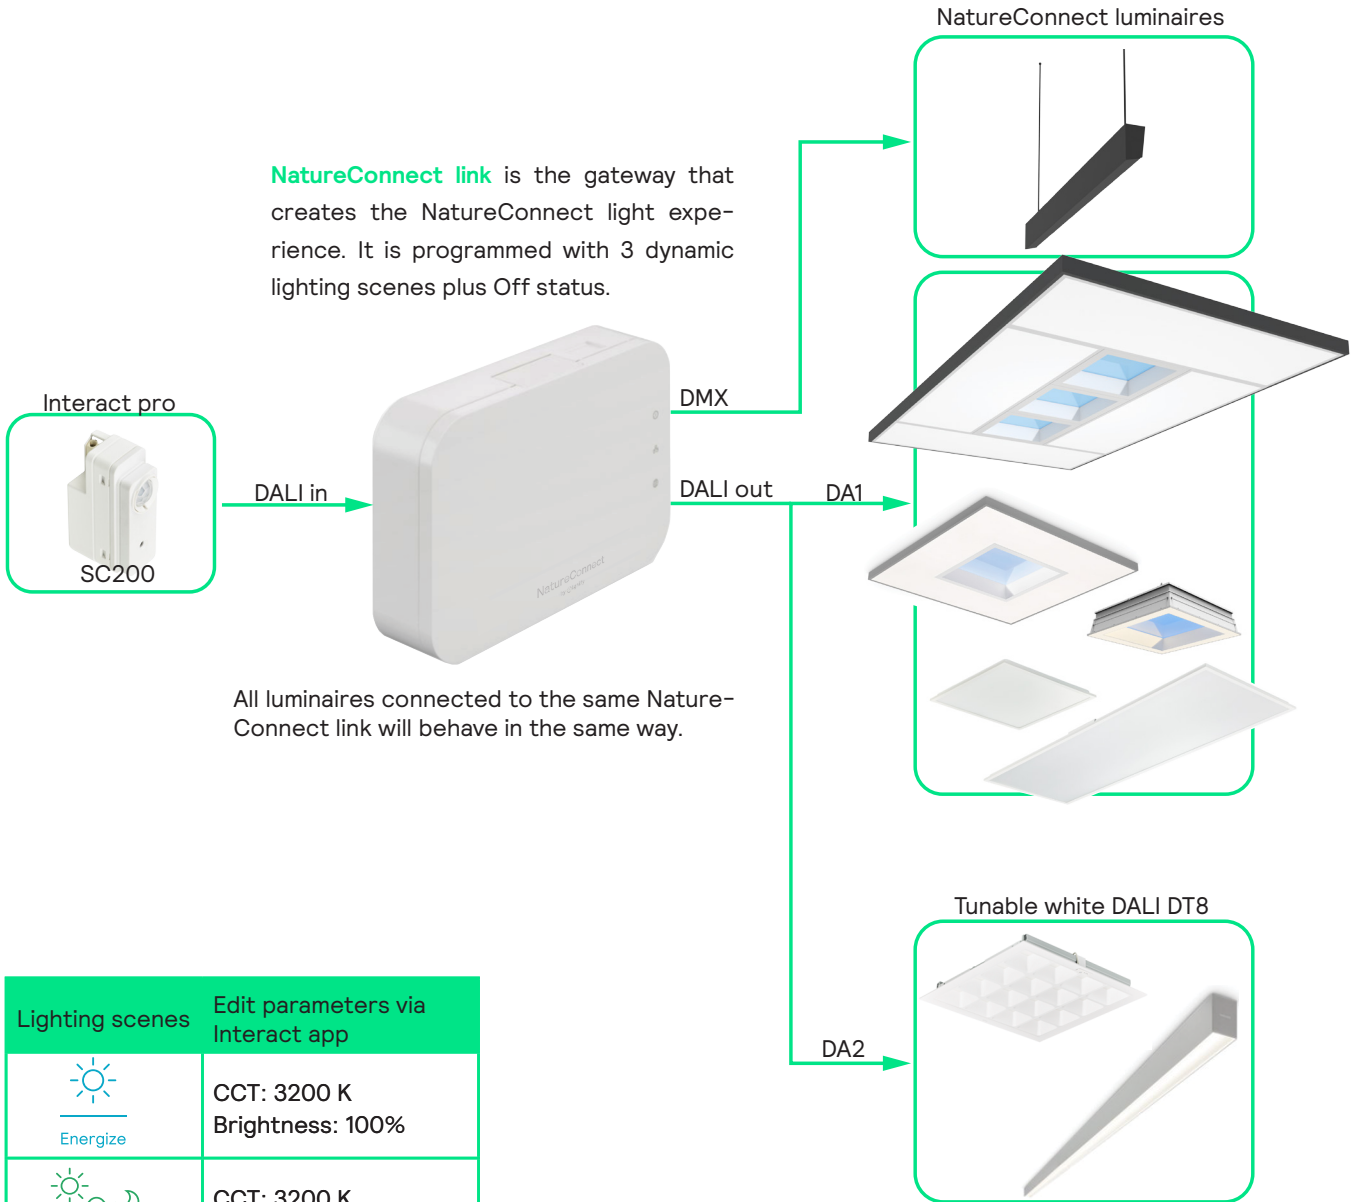 NatureConnect luminaires
NatureConnect link is the gateway that
creates the NatureConnect light expe-
rience. It is programmed with 3 dynamic
lighting scenes plus Off status.
Interact pro
SC200
DALI in
NatureConnect
DMX
DALI out
DA1
All luminaires connected to the same Nature-
Connect link will behave in the same way.
Tunable white DALI DT8
DA2
Lighting scenes
Edit parameters via
Interact app
Energize
CCT: 3200 K
Brightness: 100%
CCT: 3200 K